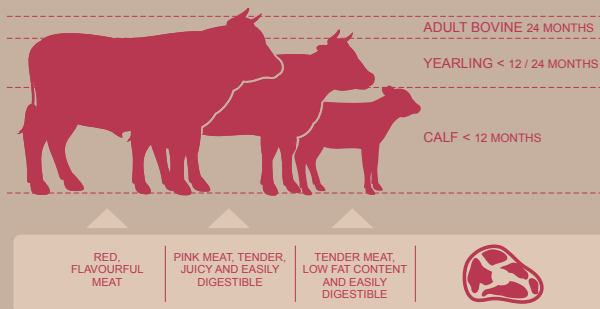 ADULT BOVINE 24 MONTHS
YEARLING < 12 / 24 MONTHS
CALF < 12 MONTHS
RED,
FLAVOURFUL
MEAT
PINK MEAT, TENDER,
JUICY AND EASILY
DIGESTIBLE
TENDER MEAT,
LOW FAT CONTENT
AND EASILY
DIGESTIBLE